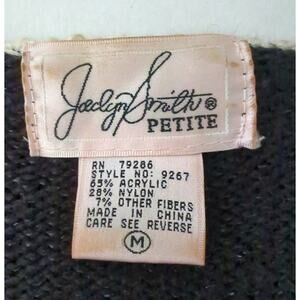 Jaclyn Smith®
PETITE
RN 79286
STYLE NO: 9267
65% ACRYLIC
28% NYLON
7% OTHER FIBERS
MADE IN CHINA
CARE SEE REVERSE
M